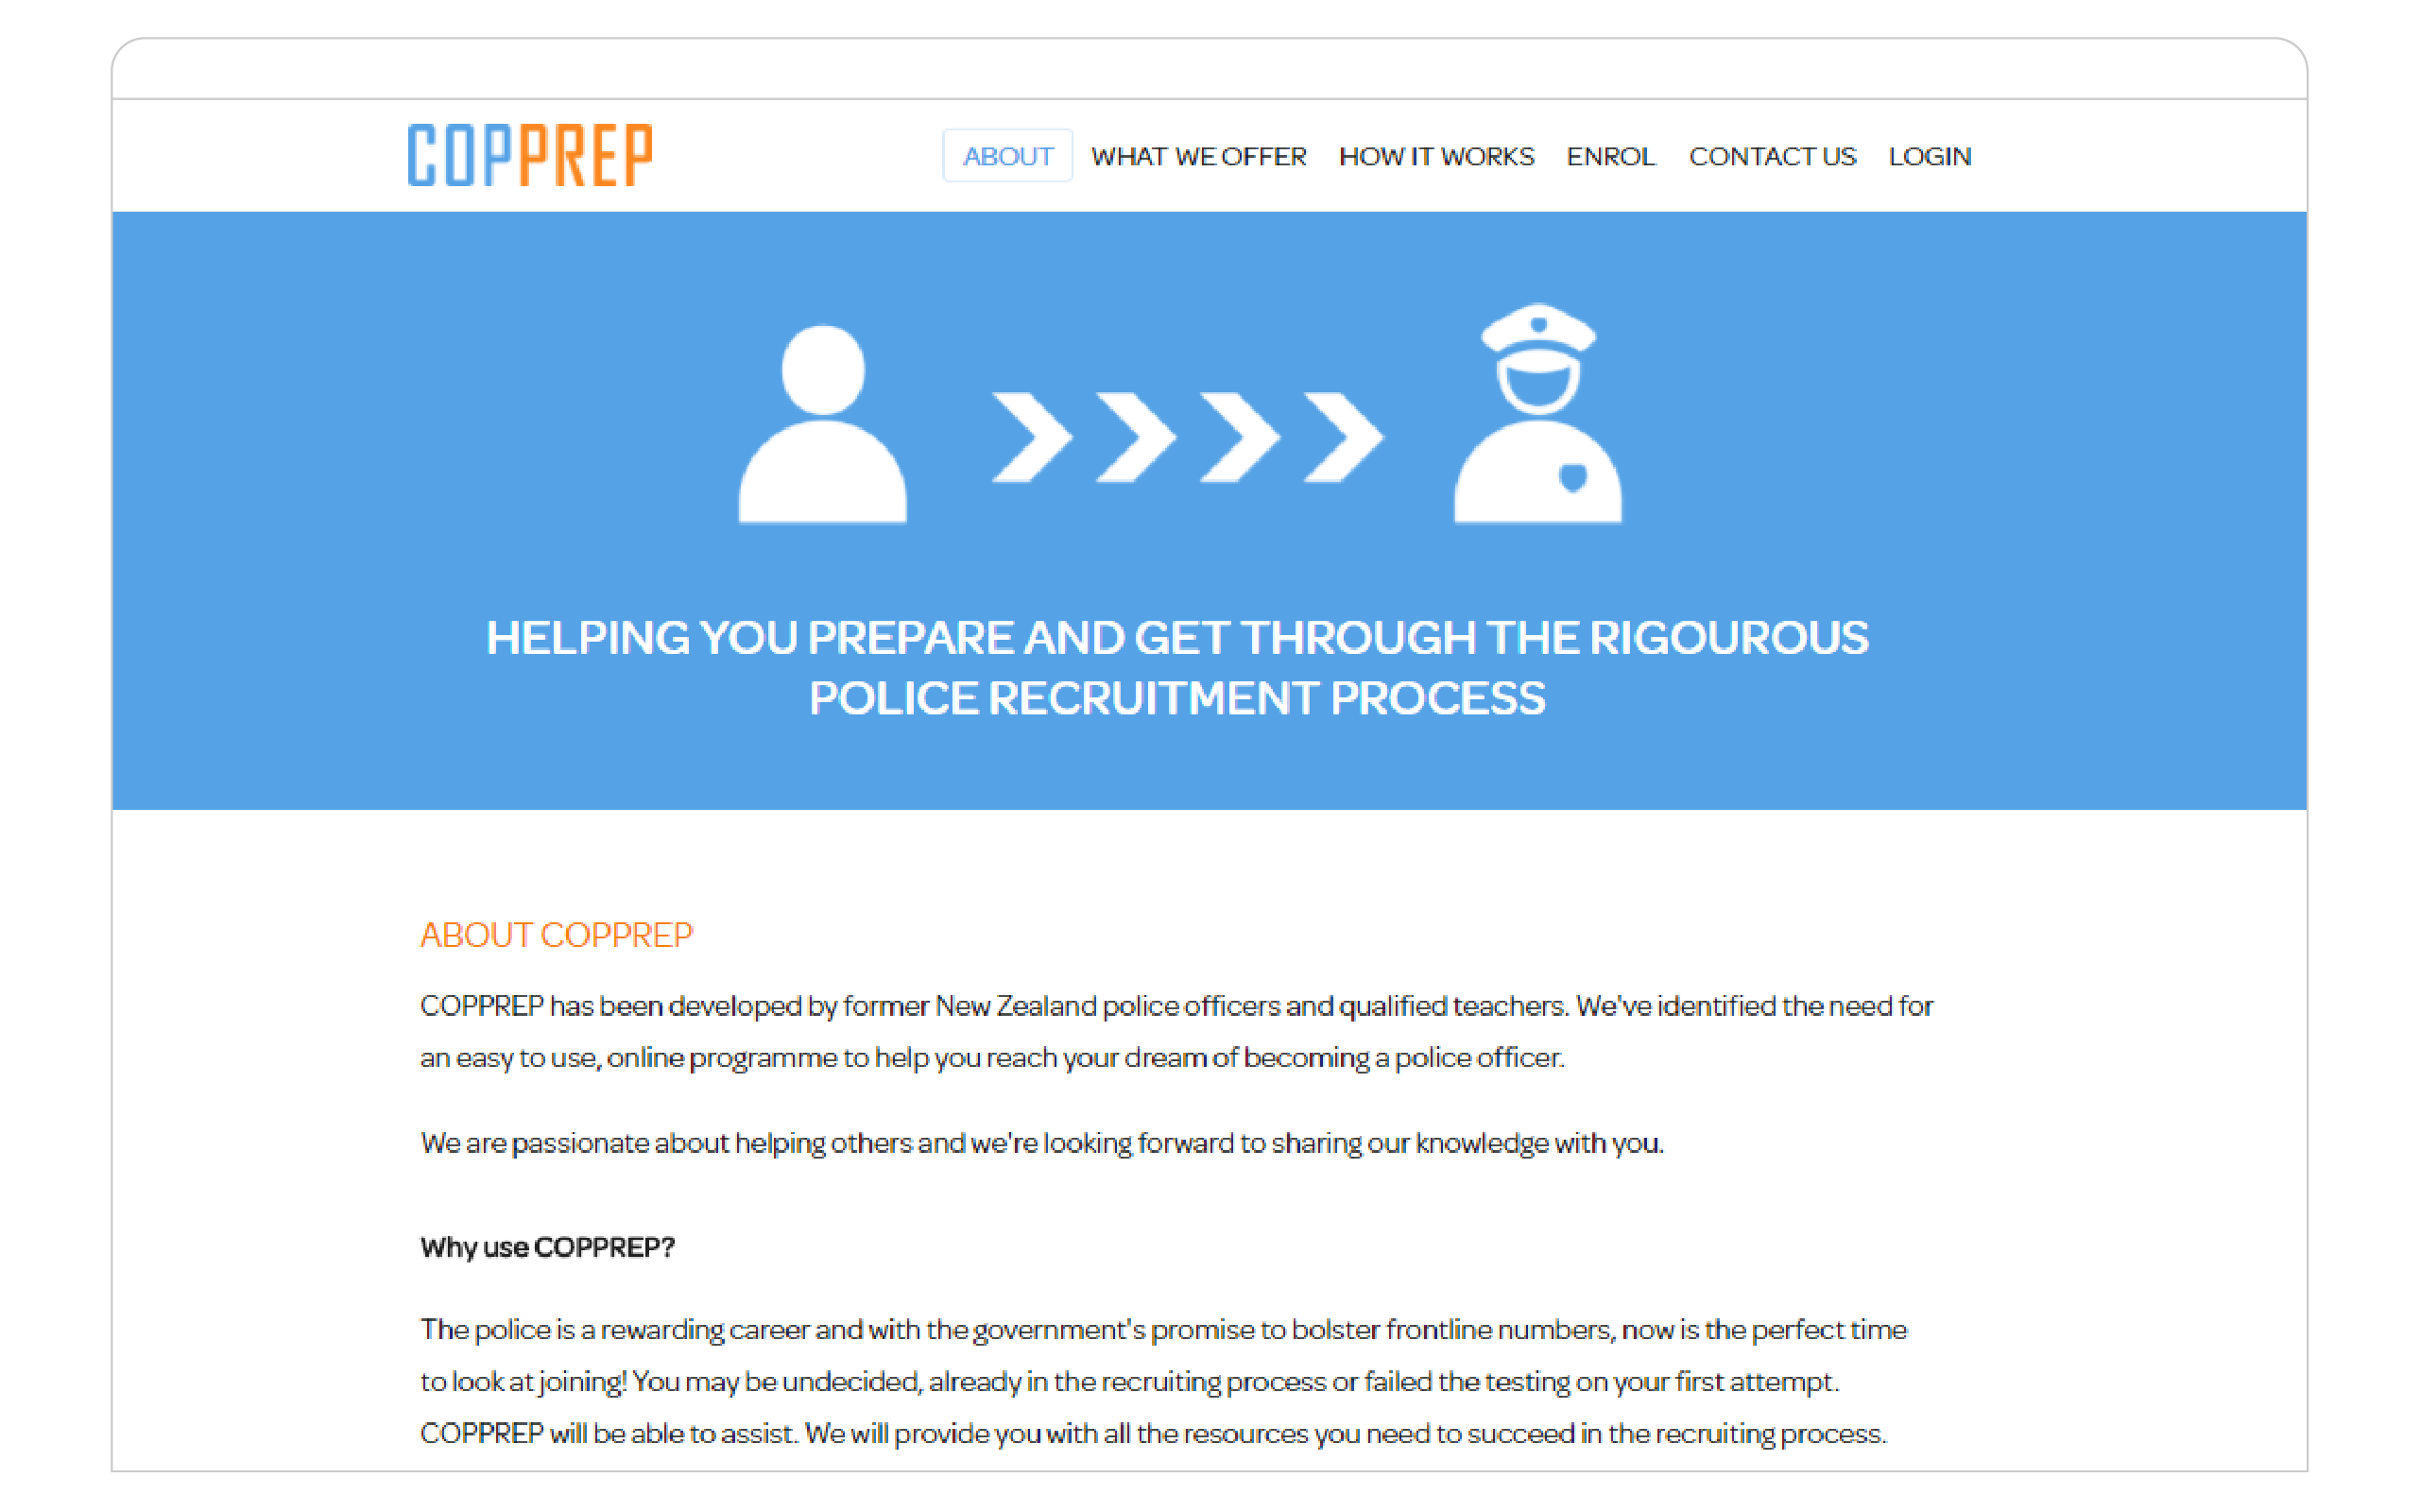 COPPREP
ABOUT WHAT WE OFFER HOW IT WORKS ENROL CONTACT US LOGIN
HELPING YOU PREPARE AND GET THROUGH THE RIGOUROUS
POLICE RECRUITMENT PROCESS
ABOUT COPPREP
COPPREP has been developed by former New Zealand police officers and qualified teachers. We've identified the need for
an easy to use, online programme to help you reach your dream of becoming a police officer.
We are passionate about helping others and we're looking forward to sharing our knowledge with you.
Why use COPPREP?
The police is a rewarding career and with the government's promise to bolster frontline numbers, now is the perfect time
to look at joining! You may be undecided, already in the recruiting process or failed the testing on your first attempt.
COPPREP will be able to assist. We will provide you with all the resources you need to succeed in the recruiting process.